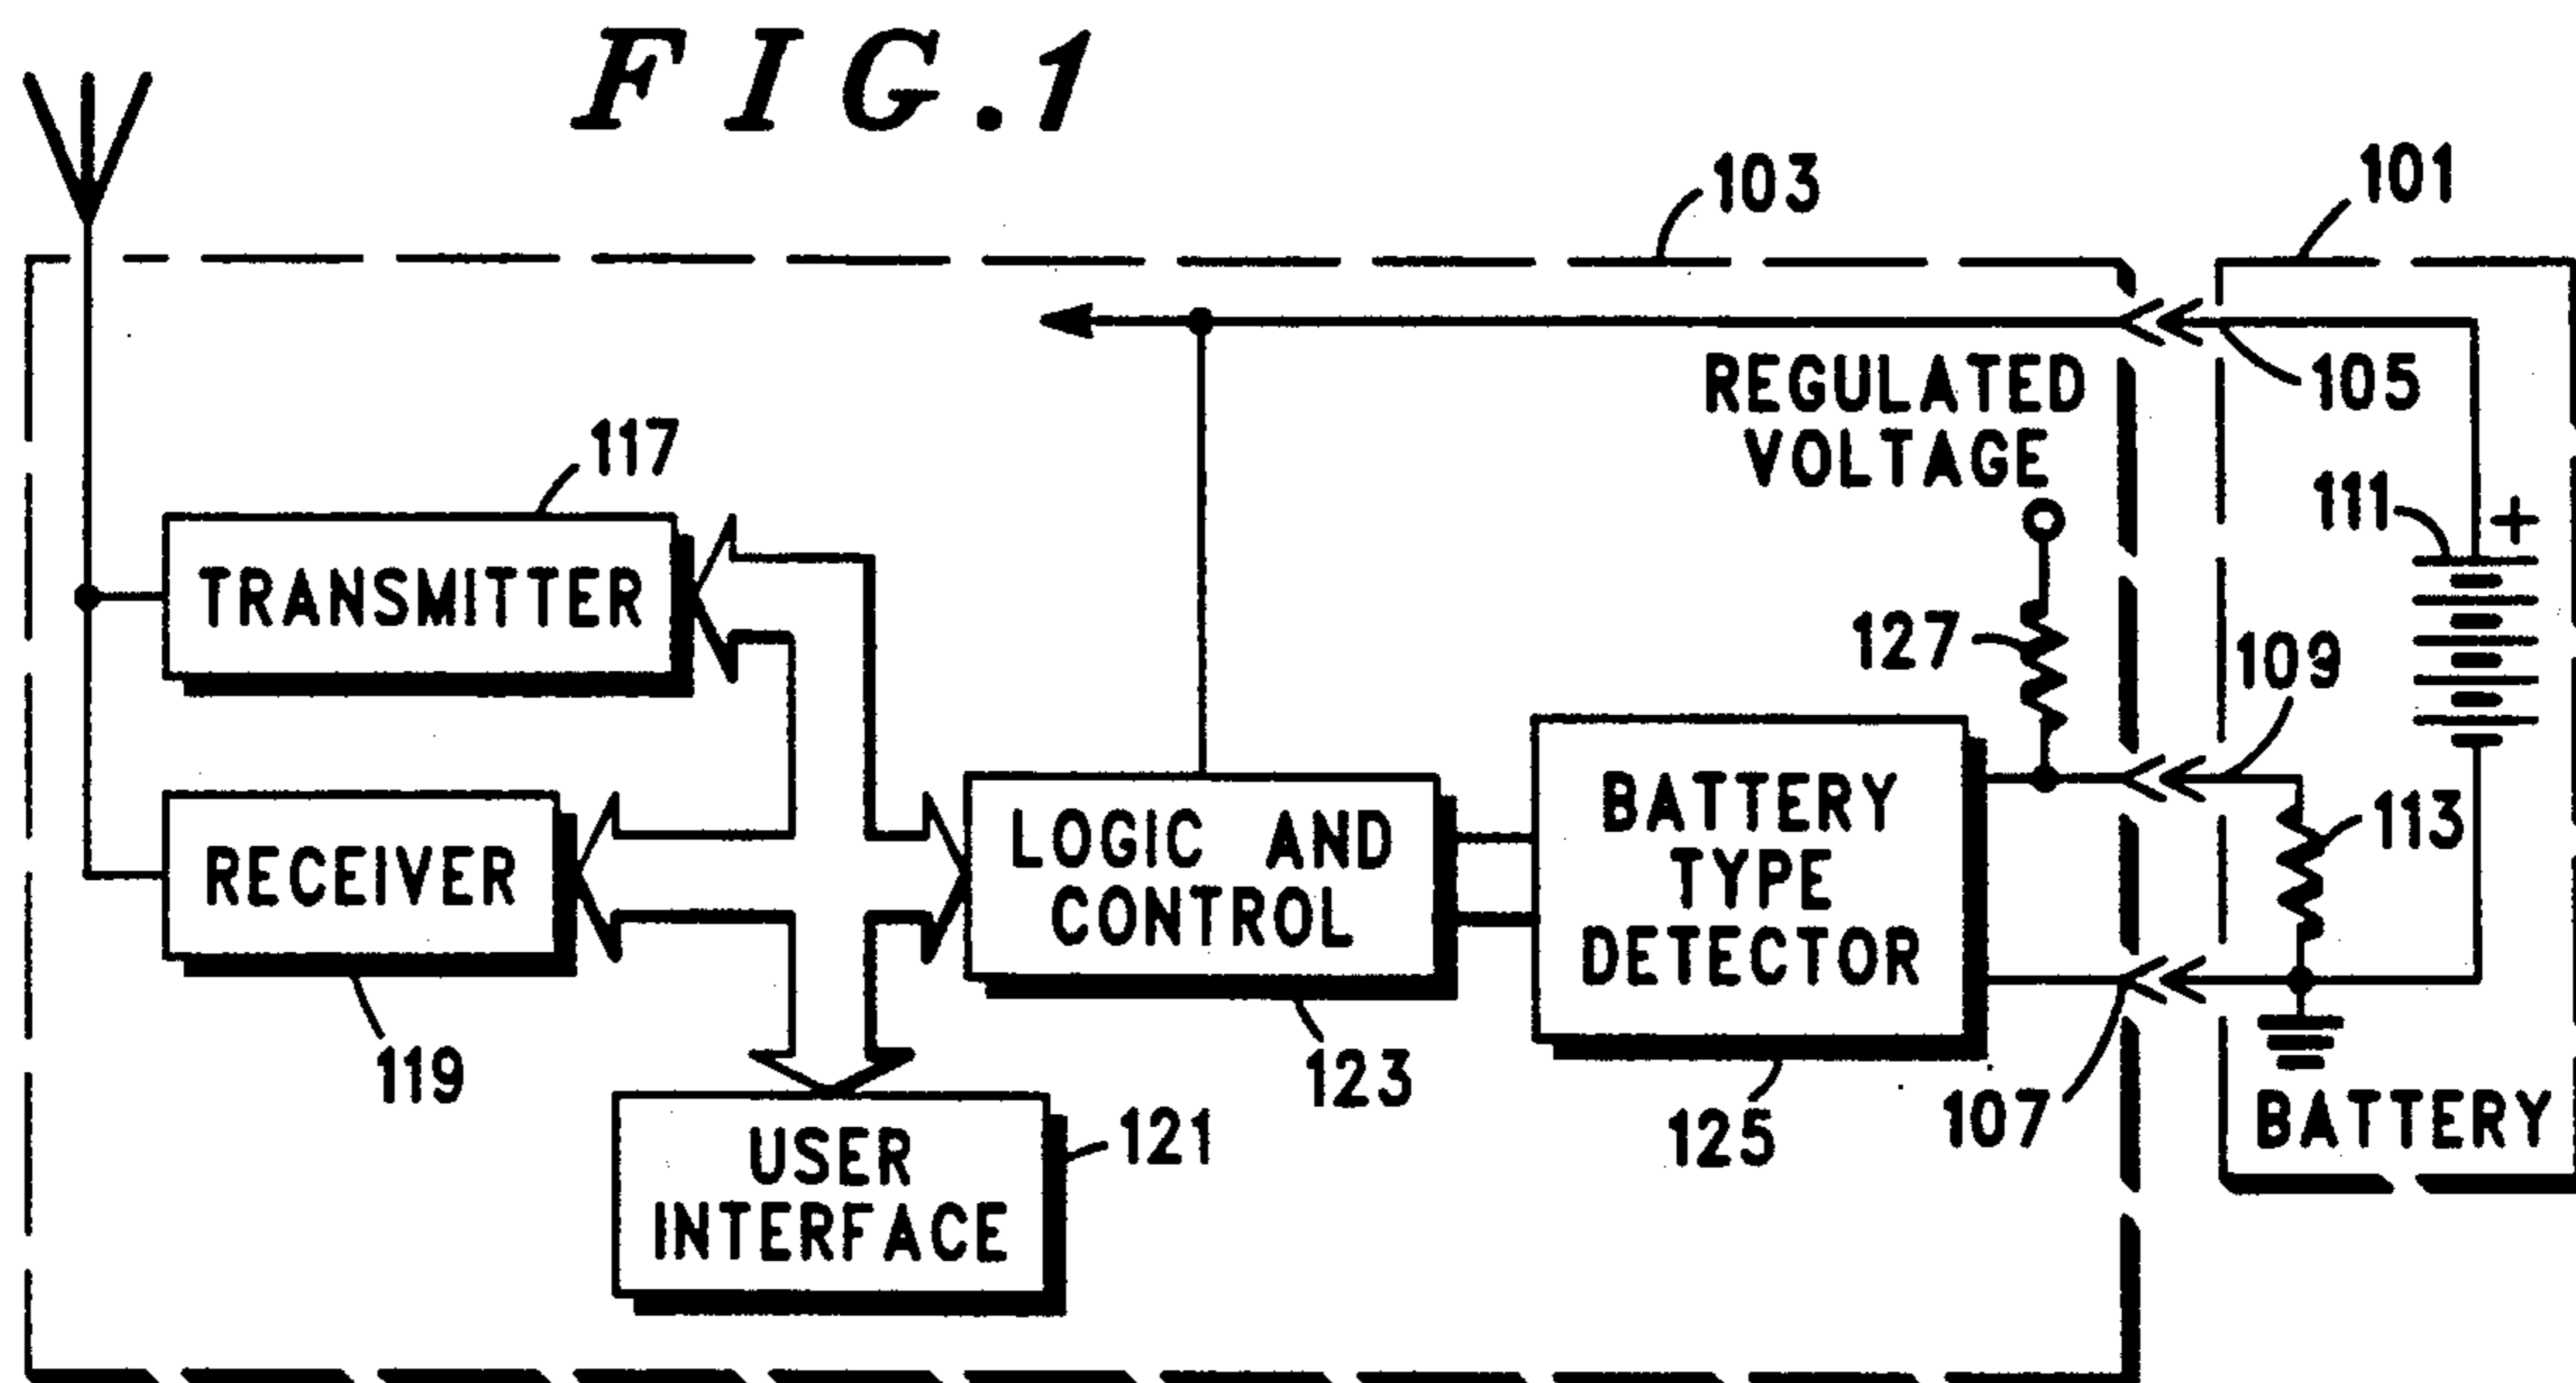 FIG.1
103
101
105
REGULATED
VOLTAGE
117
111
+
TRANSMITTER
127
109
113
RECEIVER
LOGIC AND
CONTROL
BATTERY
TYPE
DETECTOR
119
123
125
107
BATTERY
USER
INTERFACE
121